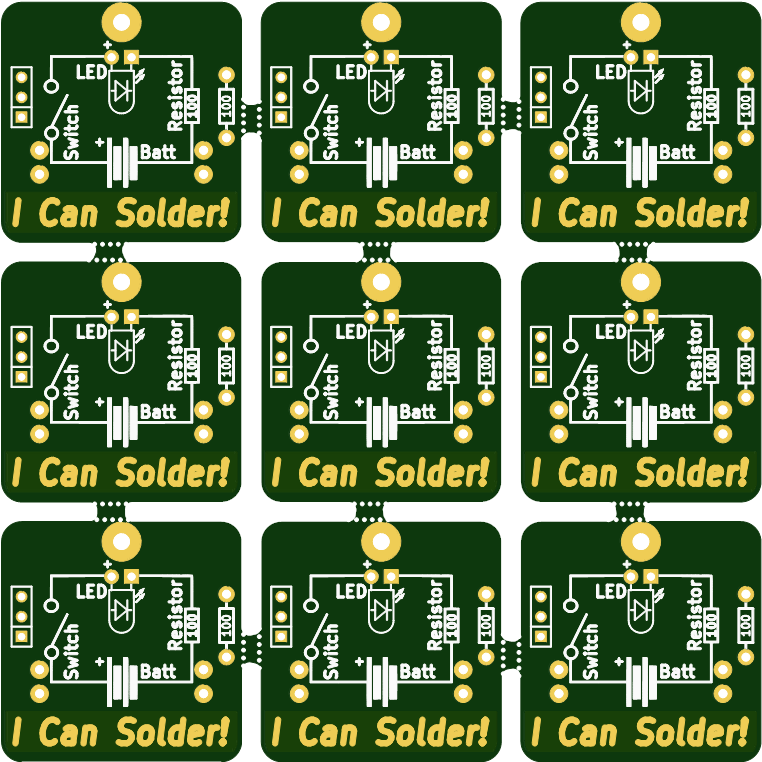 + + +
LED Resistor 100 100 LED Resistor 100 100 LED Resistor 100 100
Switch + Batt Switch + Batt Switch + Batt
I Can Solder! I Can Solder! I Can Solder!
+ + +
LED Resistor 100 100 LED Resistor 100 100 LED Resistor 100 100
Switch + Batt Switch + Batt Switch + Batt
I Can Solder! I Can Solder! I Can Solder!
+ + +
LED Resistor 100 100 LED Resistor 100 100 LED Resistor 100 100
Switch + Batt Switch + Batt Switch + Batt
I Can Solder! I Can Solder! I Can Solder!